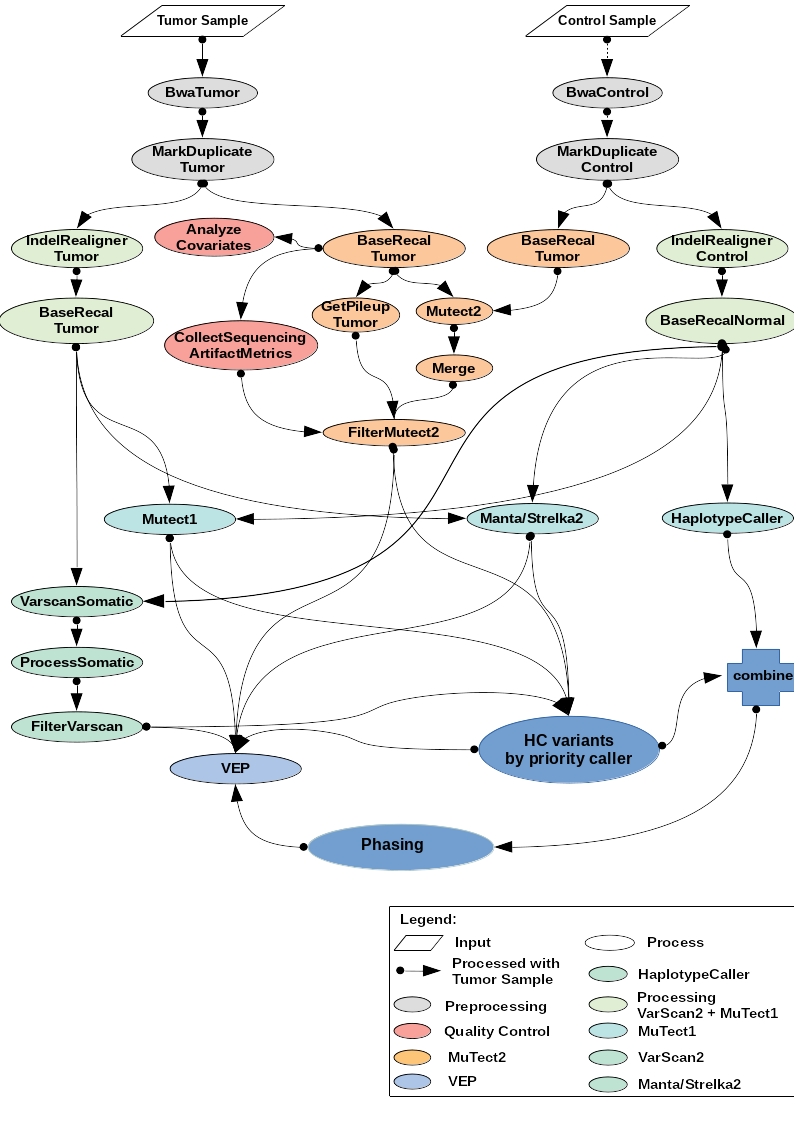 Tumor Sample
Control Sample
BwaTumor
BwaControl
MarkDuplicate
Tumor
MarkDuplicate
Control
IndelRealigner
Tumor
Analyze
Covariates
BaseRecal
Tumor
BaseRecal
Tumor
IndelRealigner
Control
BaseRecal
Tumor
GetPileup
Tumor
Mutect2
BaseRecalNormal
CollectSequencing
ArtifactMetrics
Merge
FilterMutect2
Mutect1
Manta/Strelka2
HaplotypeCaller
VarscanSomatic
ProcessSomatic
combine
FilterVarscan
HC variants
by priority caller
VEP
Phasing
Legend:
Input
Process
Processed with
Tumor Sample
HaplotypeCaller
Preprocessing
Processing
VarScan2 + MuTect1
Quality Control
MuTect1
MuTect2
VarScan2
VEP
Manta/Strelka2